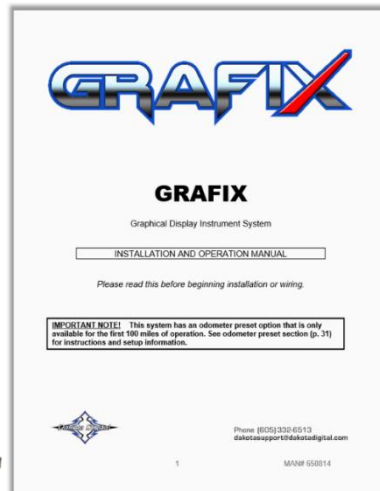 GRAFIX
GRAFIX
Graphical Display Instrument System
INSTALLATION AND OPERATION MANUAL
Please read this before beginning installation or wiring.
IMPORTANT NOTE! This system has an odometer preset option that is only
available for the first 100 miles of operation. See odometer preset section (p. 31)
for instructions and setup information.
Phone (605) 332-6513
dakotasupport@dakotadigital.com
1
MAN# 650814